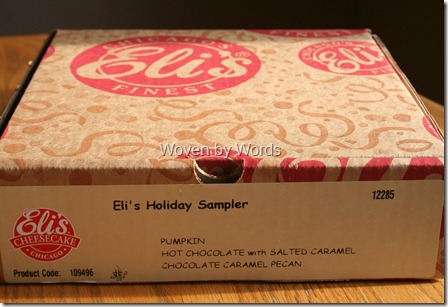 CHICAGO'S
Eli's
FINEST
Eli's
Woven by Words
Eli's Holiday Sampler
12285
Eli's
CHEESECAKE
CHICAGO
PUMPKIN
HOT CHOCOLATE with SALTED CARAMEL
CHOCOLATE CARAMEL PECAN
Product Code: 109496